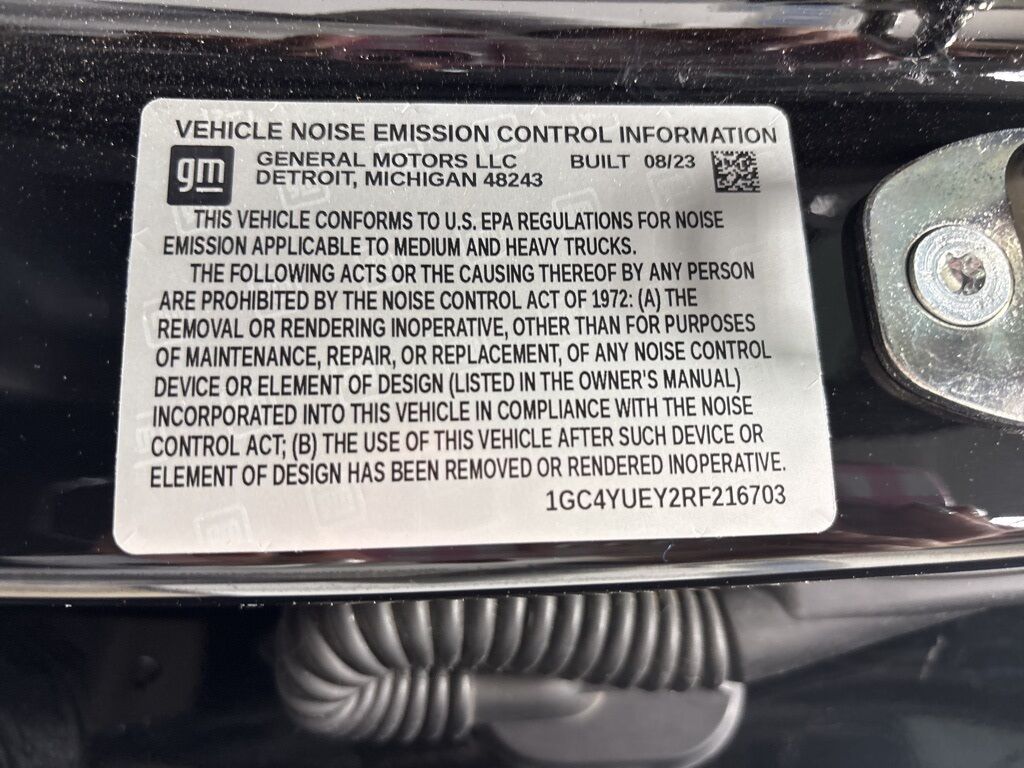 VEHICLE NOISE EMISSION CONTROL INFORMATION
gm
GENERAL MOTORS LLC BUILT 08/23
DETROIT, MICHIGAN 48243
THIS VEHICLE CONFORMS TO U.S. EPA REGULATIONS FOR NOISE
EMISSION APPLICABLE TO MEDIUM AND HEAVY TRUCKS.
THE FOLLOWING ACTS OR THE CAUSING THEREOF BY ANY PERSON
ARE PROHIBITED BY THE NOISE CONTROL ACT OF 1972: (A) THE
REMOVAL OR RENDERING INOPERATIVE, OTHER THAN FOR PURPOSES
OF MAINTENANCE, REPAIR, OR REPLACEMENT, OF ANY NOISE CONTROL
DEVICE OR ELEMENT OF DESIGN (LISTED IN THE OWNER'S MANUAL)
INCORPORATED INTO THIS VEHICLE IN COMPLIANCE WITH THE NOISE
CONTROL ACT; (B) THE USE OF THIS VEHICLE AFTER SUCH DEVICE OR
ELEMENT OF DESIGN HAS BEEN REMOVED OR RENDERED INOPERATIVE.
1GC4YUEY2RF216703